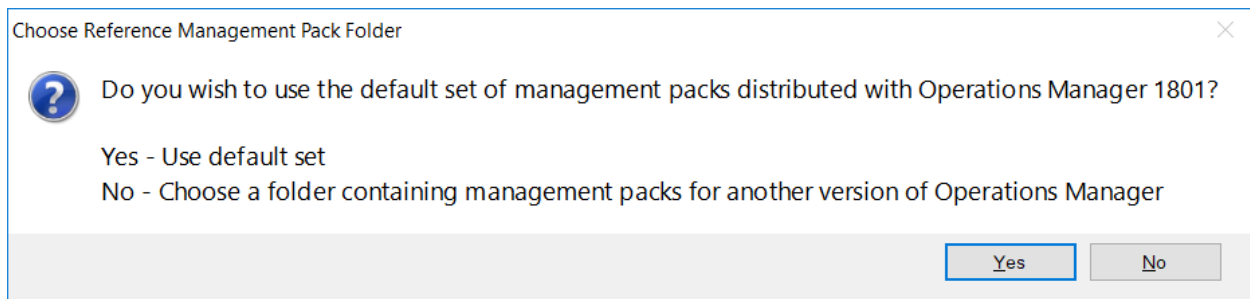 Choose Reference Management Pack Folder
Do you wish to use the default set of management packs distributed with Operations Manager 1801?
Yes - Use default set
No - Choose a folder containing management packs for another version of Operations Manager
Yes
No